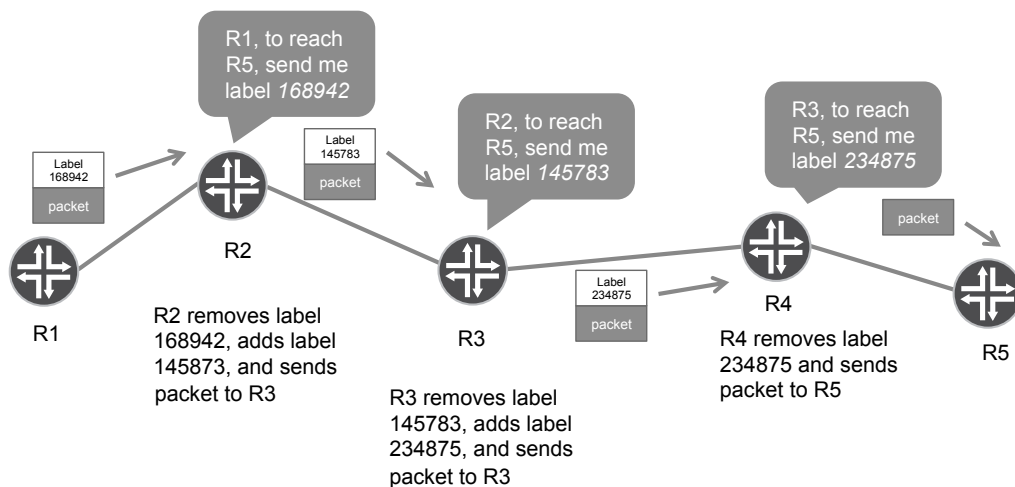 R1, to reach
R5, send me
label 168942
R2, to reach
R5, send me
label 145783
R3, to reach
R5, send me
label 234875
Label
168942
packet
Label
145783
packet
Label
234875
packet
packet
R1
R2
R3
R4
R5
R2 removes label
168942, adds label
145873, and sends
packet to R3
R3 removes label
145783, adds label
234875, and sends
packet to R3
R4 removes label
234875 and sends
packet to R5